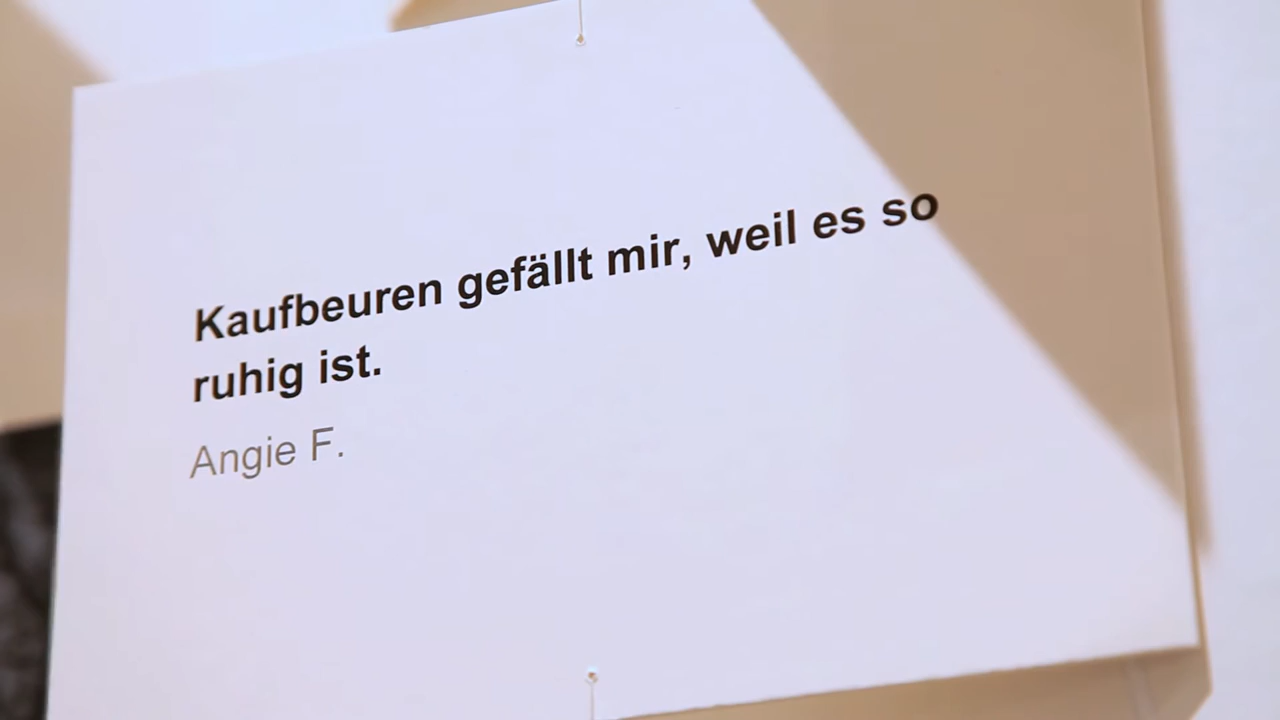 Kaufbeuren gefällt mir, weil es so
ruhig ist.
Angie F.